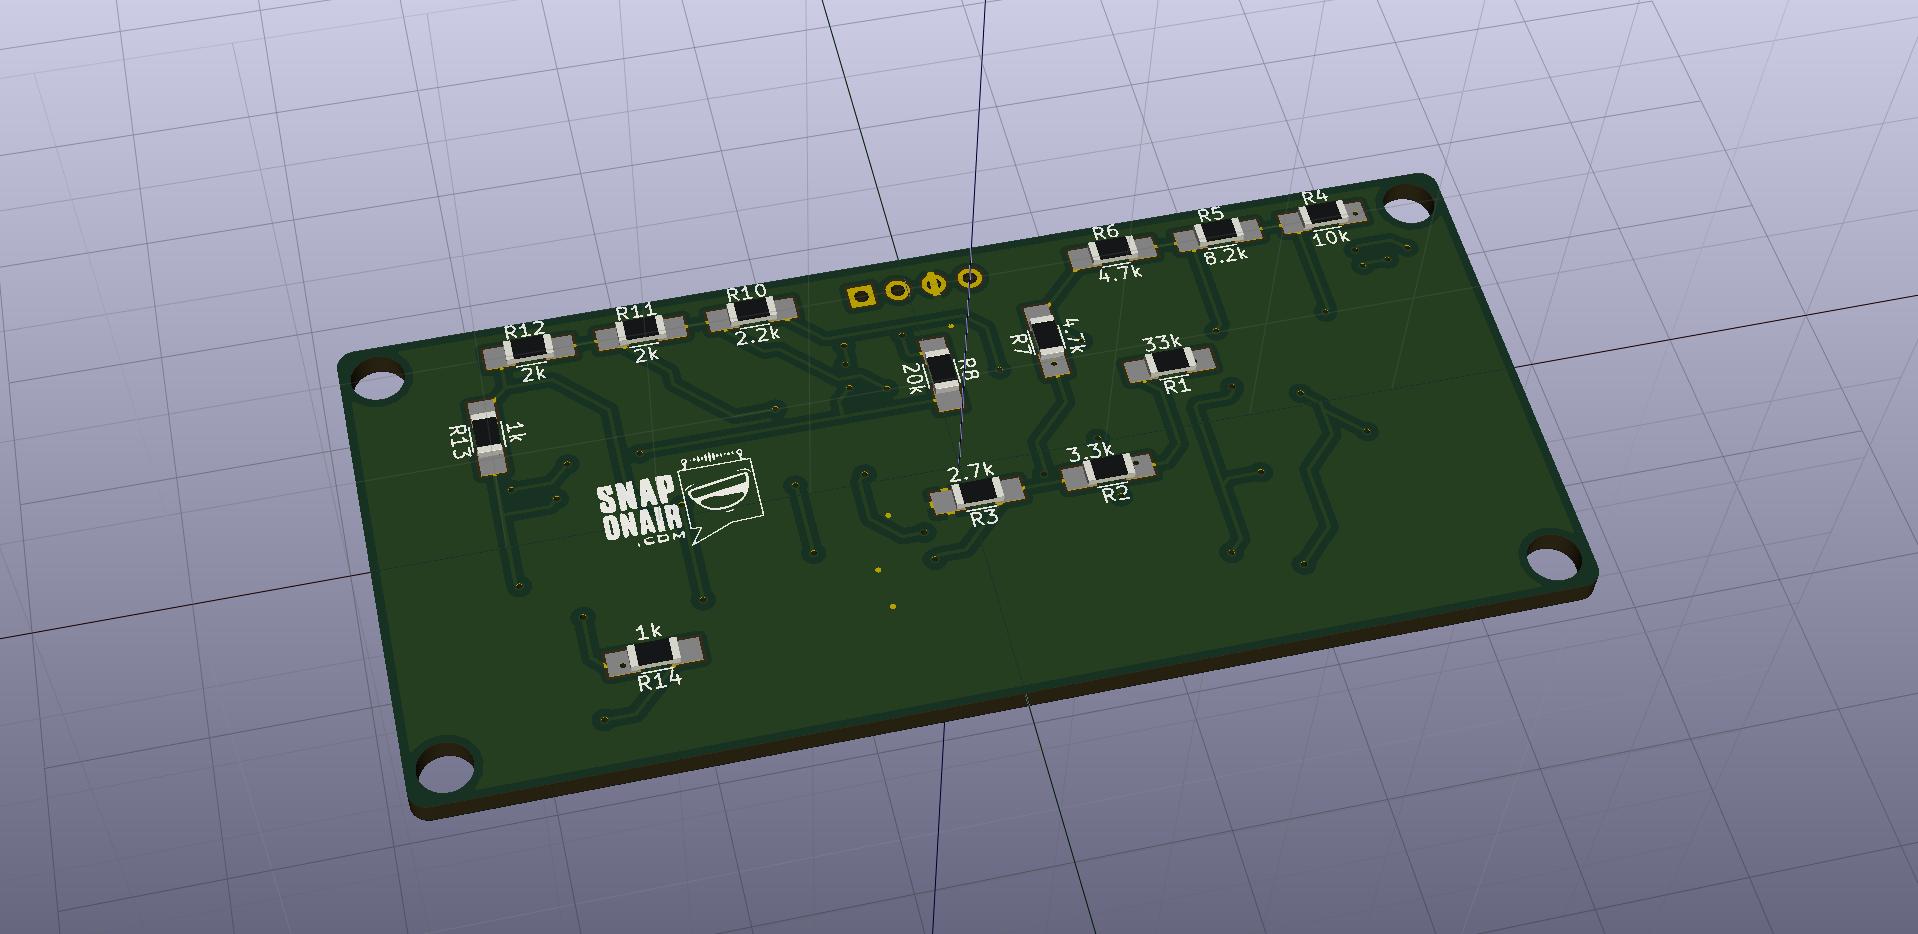 R4
10k
R5
8.2k
R6
4.7k
R7
4.7k
R10
2.2k
R11
2k
R12
2k
R8
20k
33k
R1
R13
1k
3.3k
R2
2.7k
R3
SNAP
ONAIR
.COM
1k
R14